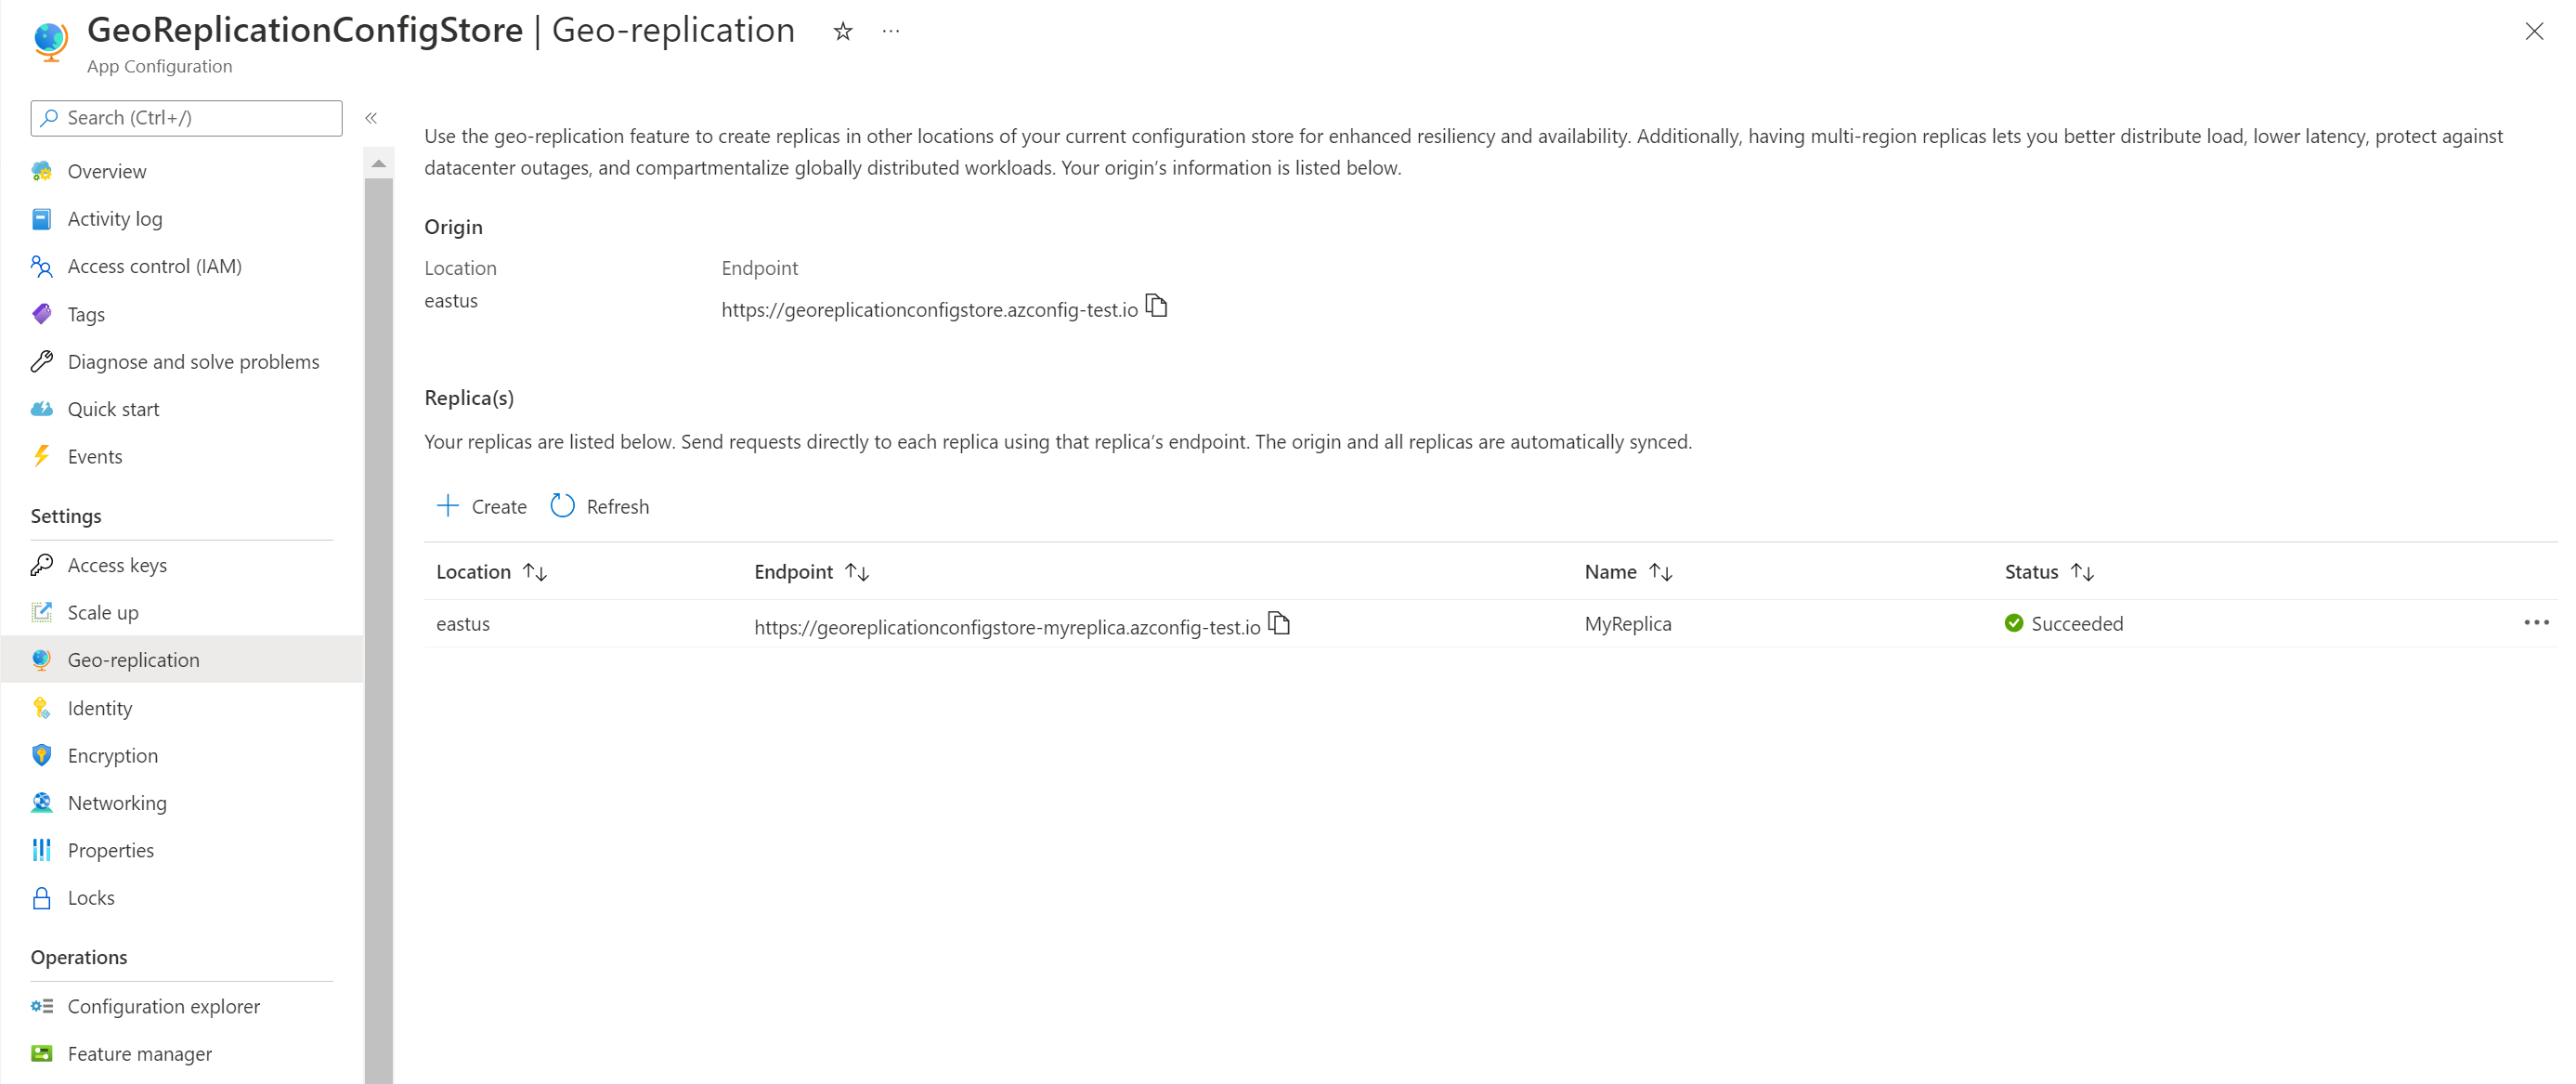 GeoReplicationConfigStore | Geo-replication
App Configuration
Search (Ctrl+/)
Overview
Activity log
Access control (IAM)
Tags
Diagnose and solve problems
Quick start
Events
Settings
Access keys
Scale up
Geo-replication
Identity
Encryption
Networking
Properties
Locks
Operations
Configuration explorer
Feature manager
Use the geo-replication feature to create replicas in other locations of your current configuration store for enhanced resiliency and availability. Additionally, having multi-region replicas lets you better distribute load, lower latency, protect against
datacenter outages, and compartmentalize globally distributed workloads. Your origin’s information is listed below.
Origin
Location Endpoint
eastus https://georeplicationconfigstore.azconfig-test.io
Replica(s)
Your replicas are listed below. Send requests directly to each replica using that replica’s endpoint. The origin and all replicas are automatically synced.
Create Refresh
Location Endpoint Name Status
eastus https://georeplicationconfigstore-myreplica.azconfig-test.io MyReplica Succeeded